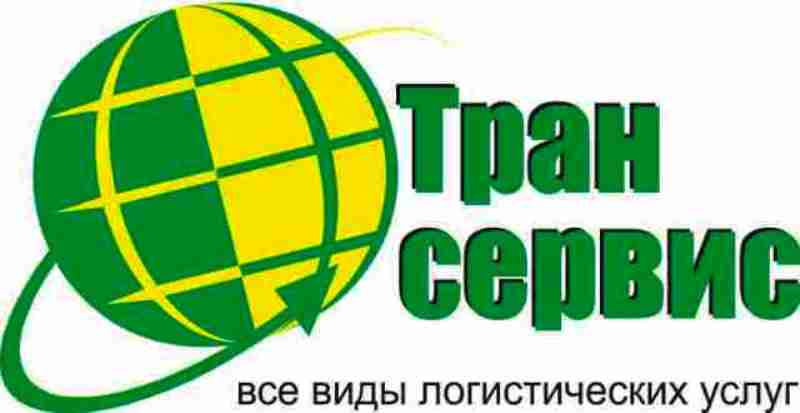 Тран
сервис
все виды логистических услуг